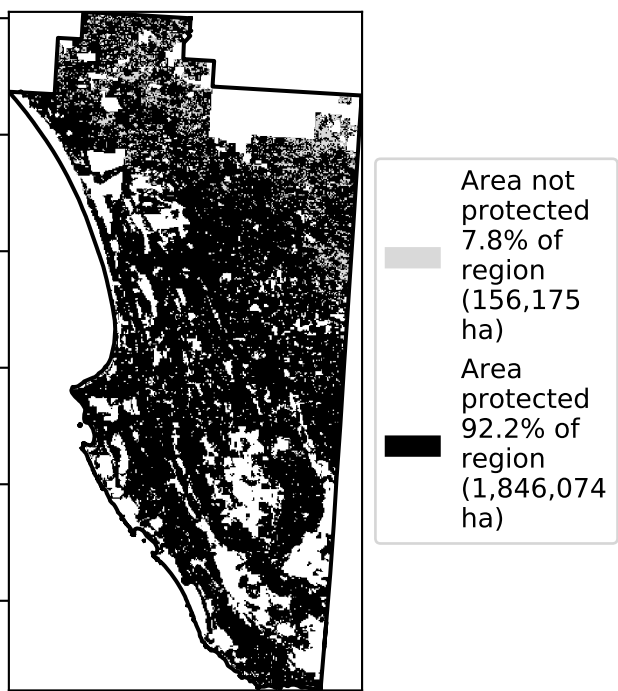 Area not
protected
7.8% of
region
(156,175
ha)
Area
protected
92.2% of
region
(1,846,074
ha)